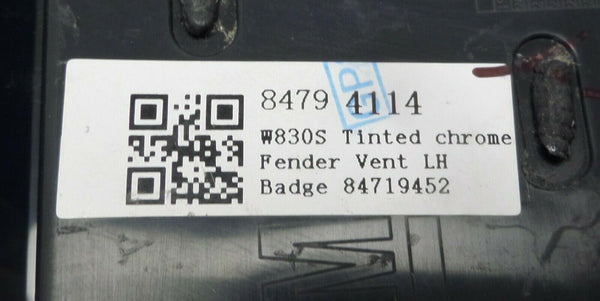 8479 4114
W830S Tinted chrome
Fender Vent LH
Badge 84719452